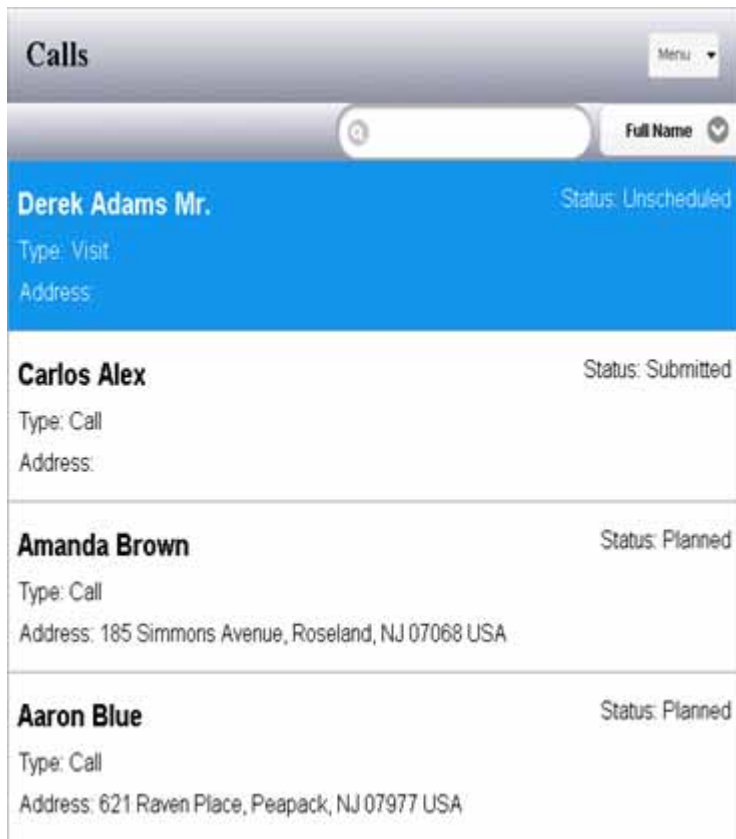 Calls
Menu
Full Name
Derek Adams Mr.
Status: Unscheduled
Type: Visit
Address:
Carlos Alex
Status: Submitted
Type: Call
Address:
Amanda Brown
Status: Planned
Type: Call
Address: 185 Simmons Avenue, Roseland, NJ 07068 USA
Aaron Blue
Status: Planned
Type: Call
Address: 621 Raven Place, Peapack, NJ 07977 USA